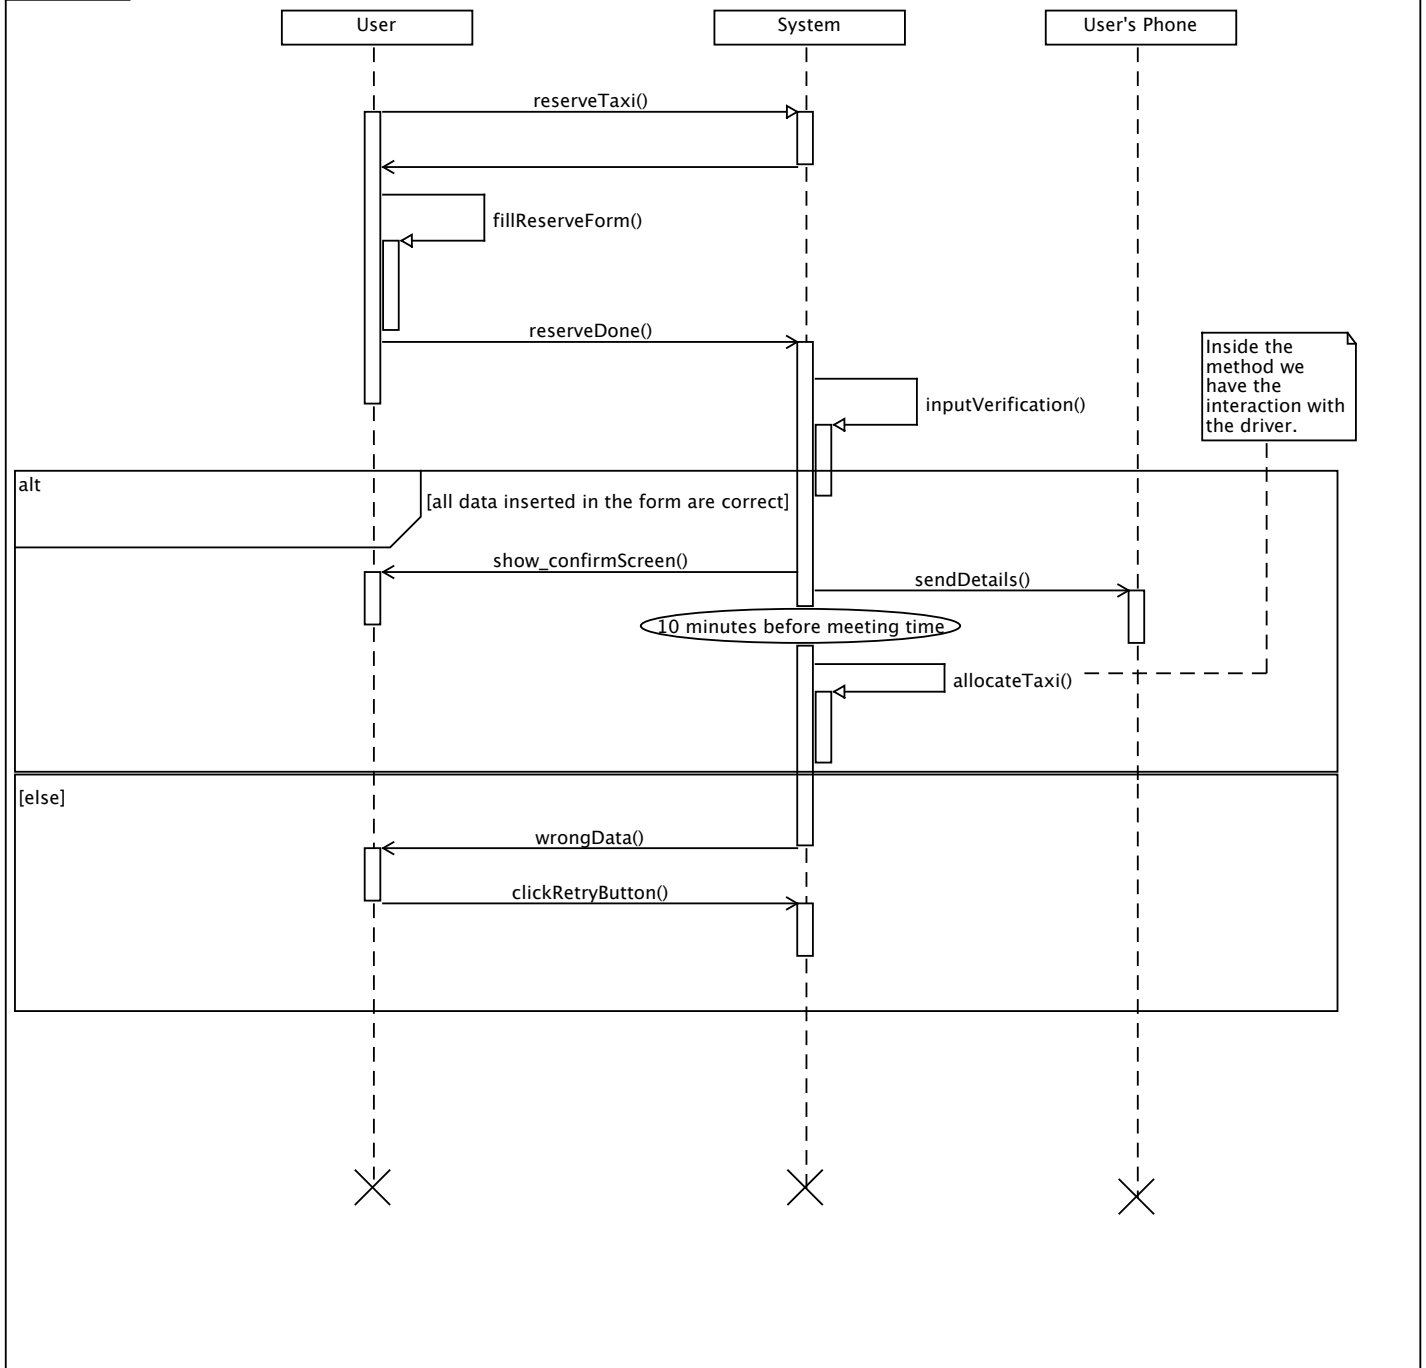 User
System
User's Phone
reserveTaxi()
fillReserveForm()
reserveDone()
Inside the
method we
have the
interaction with
the driver.
inputVerification()
alt
[all data inserted in the form are correct]
show_confirmScreen()
sendDetails()
10 minutes before meeting time
allocateTaxi()
[else]
wrongData()
clickRetryButton()